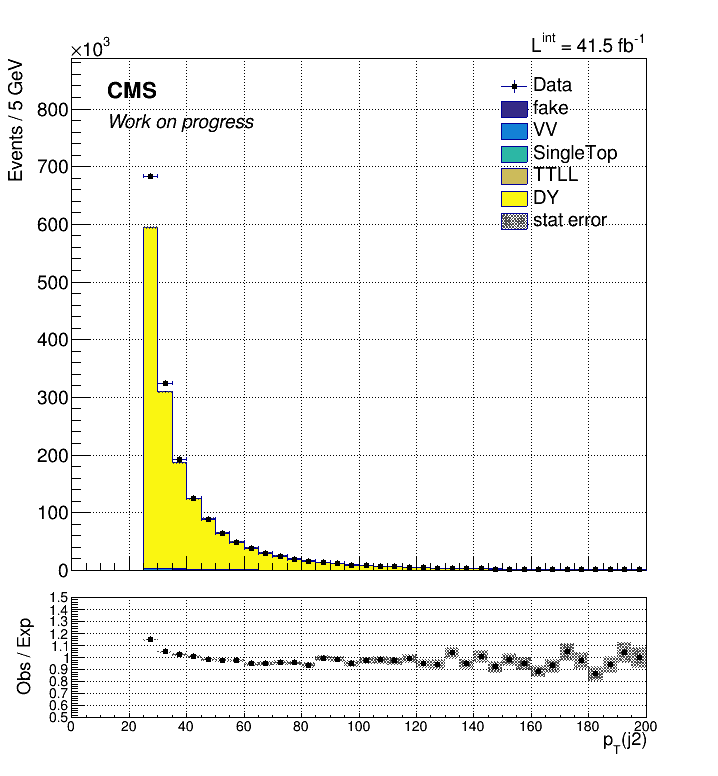 ×10³
L^int = 41.5 fb⁻¹
Events / 5 GeV
CMS
Work on progress
Data
fake
VV
SingleTop
TTLL
DY
stat error
800
700
600
500
400
300
200
100
0
Obs / Exp
1.5
1.4
1.3
1.2
1.1
1
0.9
0.8
0.7
0.6
0.5
0 20 40 60 80 100 120 140 160 180 200
p_T(j2)